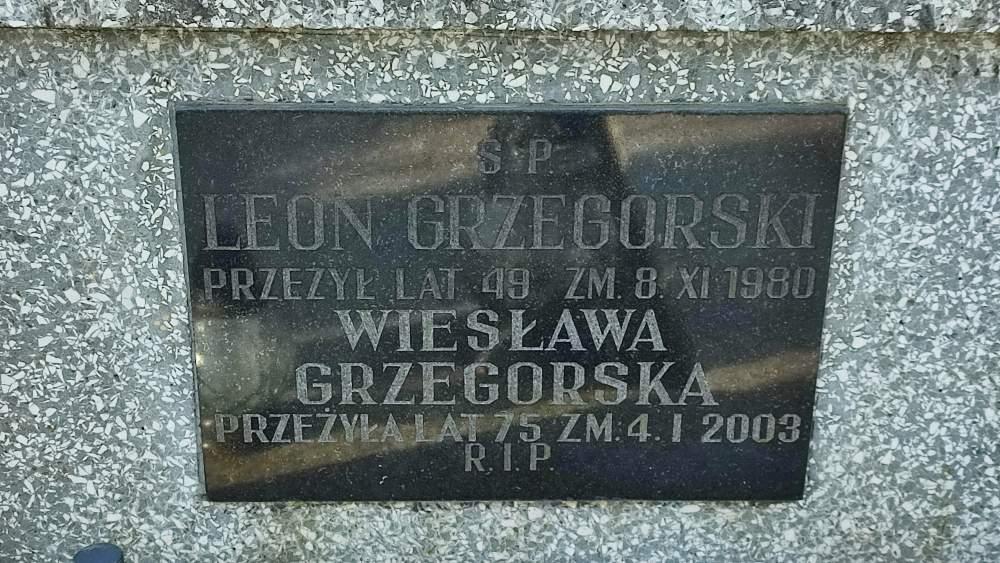 Ś P.
LEON GRZEGORSKI
PRZEŻYŁ LAT 49 ZM. 8. XI 1980
WIESŁAWA
GRZEGORSKA
PRZEŻYŁA LAT 75 ZM. 4. I 2003
R.I.P.